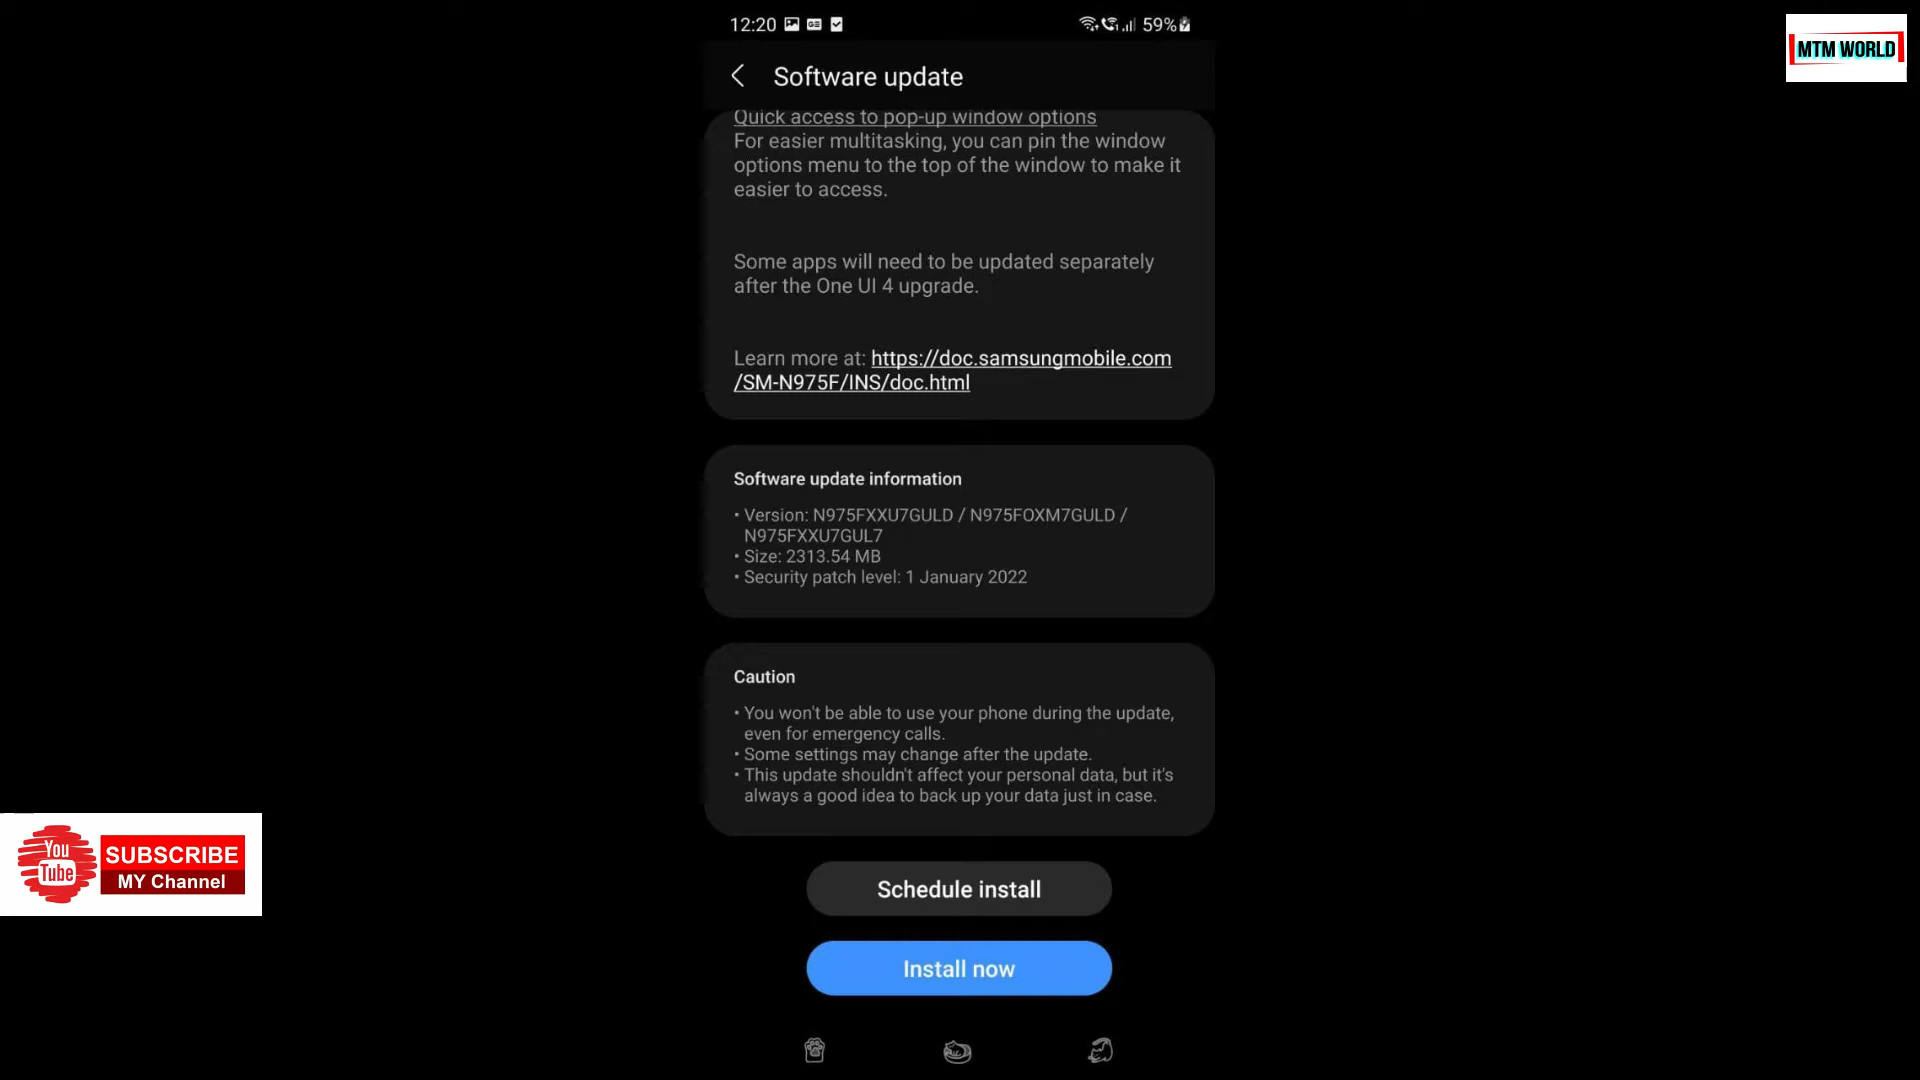 12:20
59%
MTM WORLD
Software update
Quick access to pop-up window options
For easier multitasking, you can pin the window
options menu to the top of the window to make it
easier to access.
Some apps will need to be updated separately
after the One UI 4 upgrade.
Learn more at: https://doc.samsungmobile.com
/SM-N975F/INS/doc.html
Software update information
• Version: N975FXXU7GULD / N975FOXM7GULD /
N975FXXU7GUL7
• Size: 2313.54 MB
• Security patch level: 1 January 2022
Caution
• You won't be able to use your phone during the update,
even for emergency calls.
• Some settings may change after the update.
• This update shouldn't affect your personal data, but it's
always a good idea to back up your data just in case.
You
Tube
SUBSCRIBE
MY Channel
Schedule install
Install now